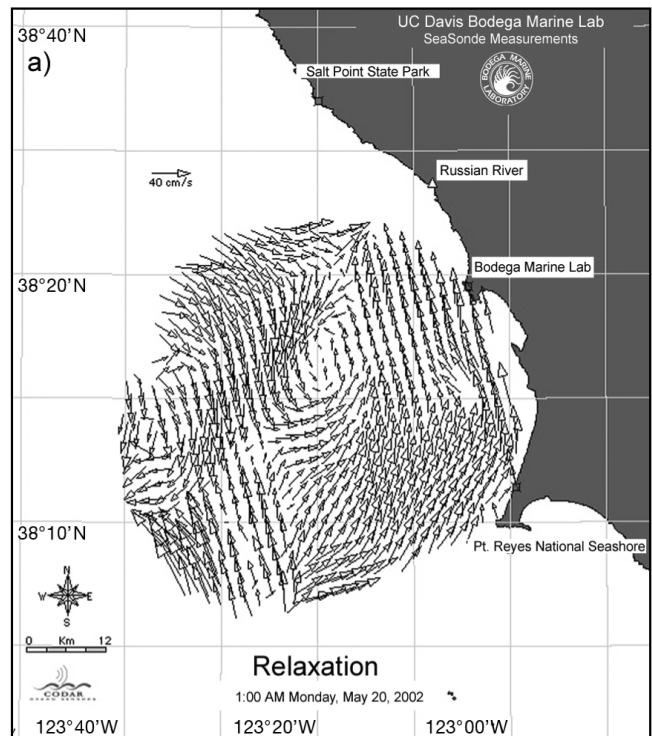 38°40'N
UC Davis Bodega Marine Lab
SeaSonde Measurements
a)
BODEGA MARINE
LABORATORY
Salt Point State Park
40 cm/s
Russian River
Bodega Marine Lab
38°20'N
38°10'N
Pt. Reyes National Seashore
N
W E
S
0 Km 12
CODAR
OCEAN SENSORS
Relaxation
1:00 AM Monday, May 20, 2002
123°40'W 123°20'W 123°00'W